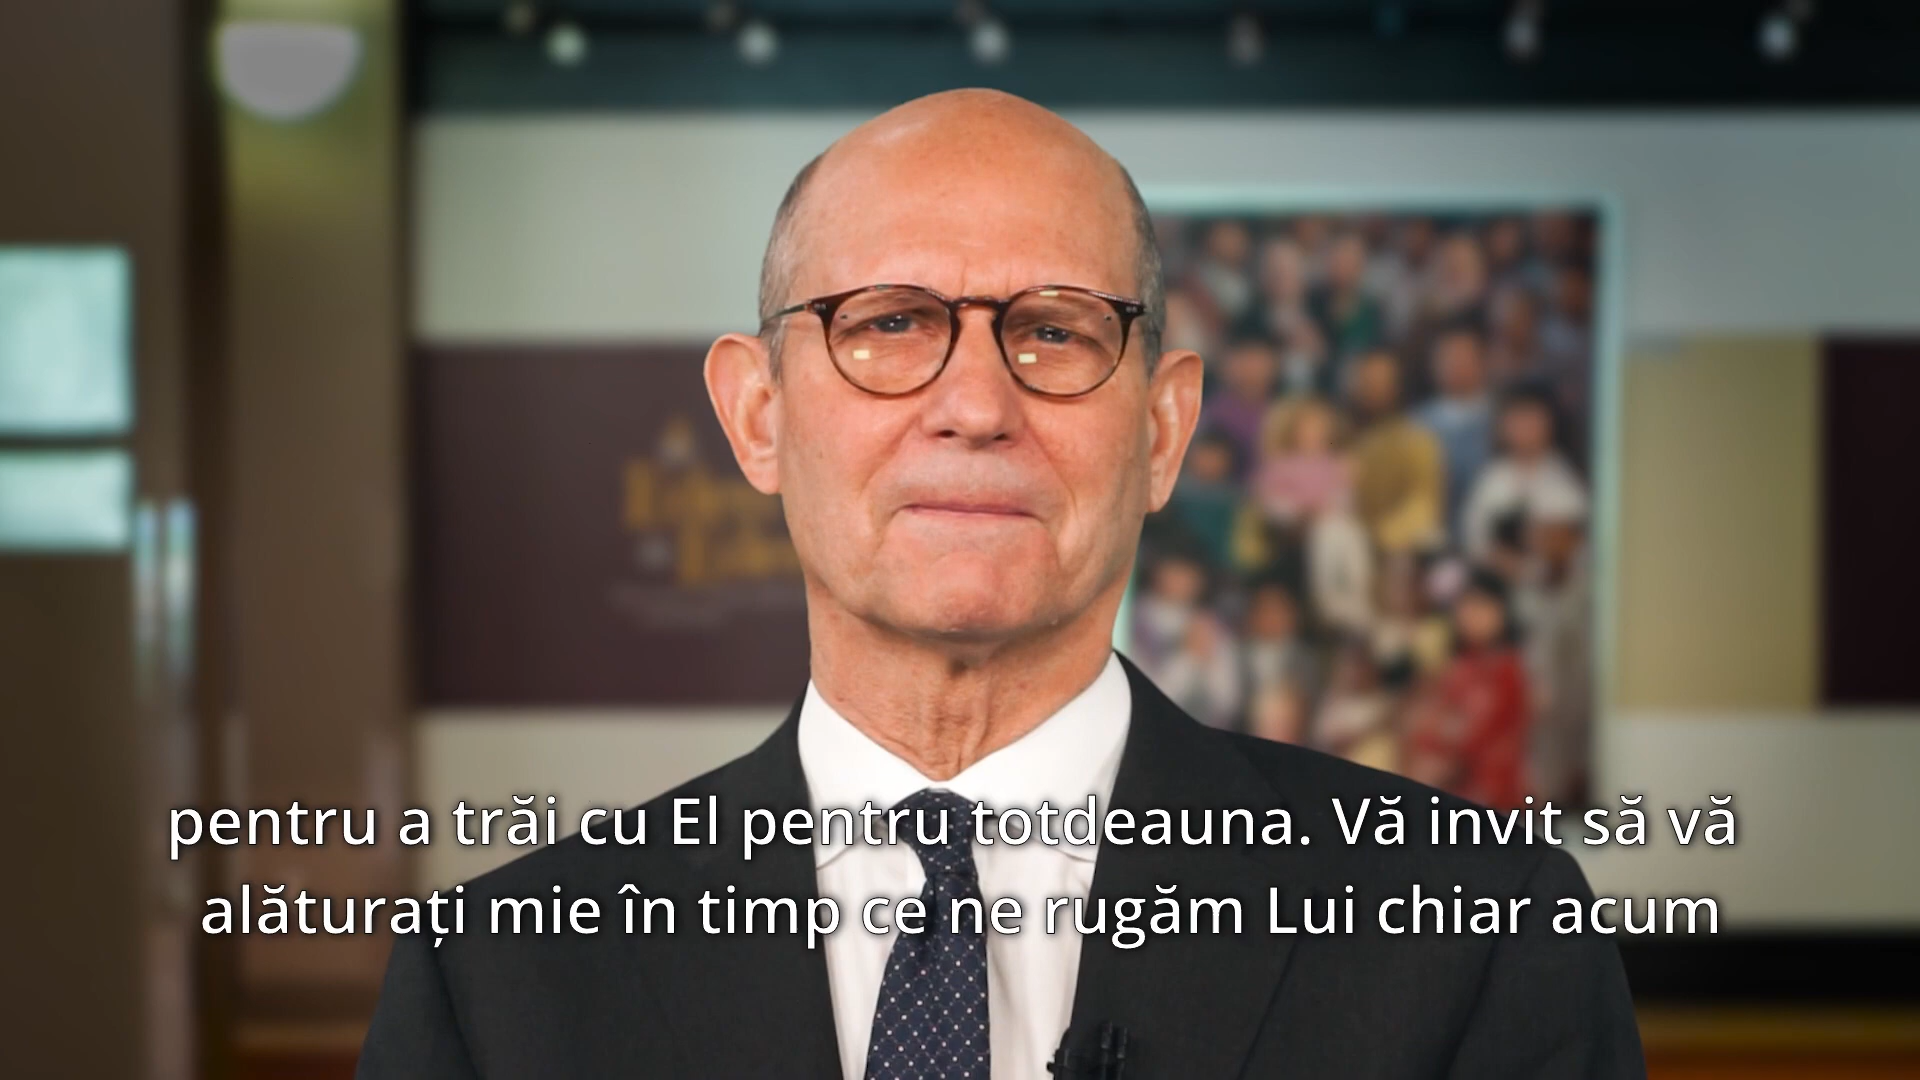 pentru a trăi cu El pentru totdeauna. Vă invit să vă
alăturați mie în timp ce ne rugăm Lui chiar acum